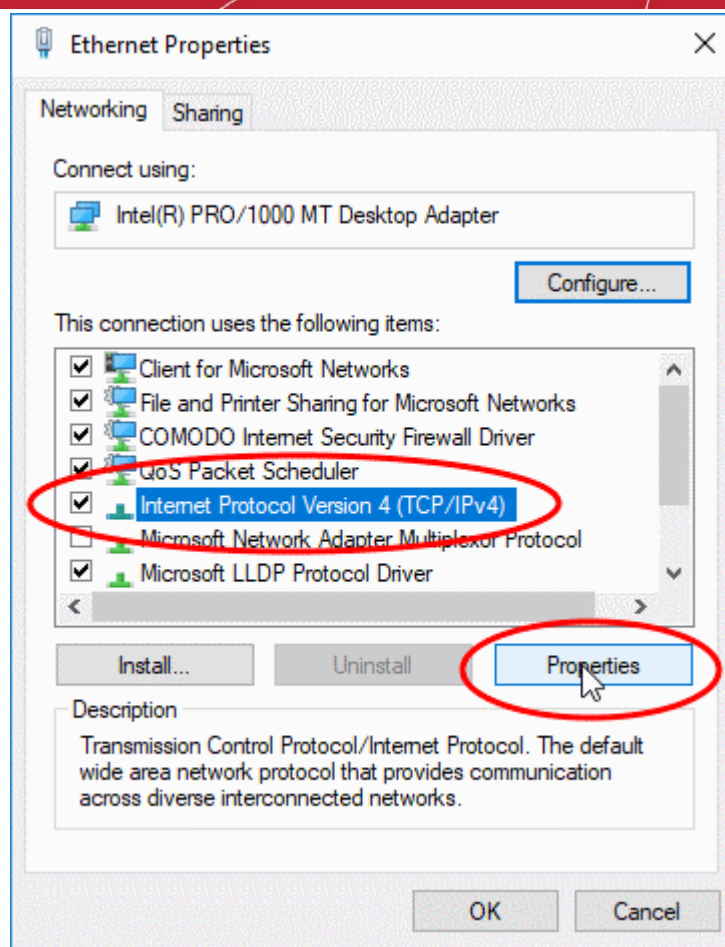 Ethernet Properties
Networking
Sharing
Connect using:
Intel(R) PRO/1000 MT Desktop Adapter
Configure...
This connection uses the following items:
Client for Microsoft Networks
File and Printer Sharing for Microsoft Networks
COMODO Internet Security Firewall Driver
QoS Packet Scheduler
Internet Protocol Version 4 (TCP/IPv4)
Microsoft Network Adapter Multiplexor Protocol
Microsoft LLDP Protocol Driver
Install...
Uninstall
Properties
Description
Transmission Control Protocol/Internet Protocol. The default
wide area network protocol that provides communication
across diverse interconnected networks.
OK
Cancel